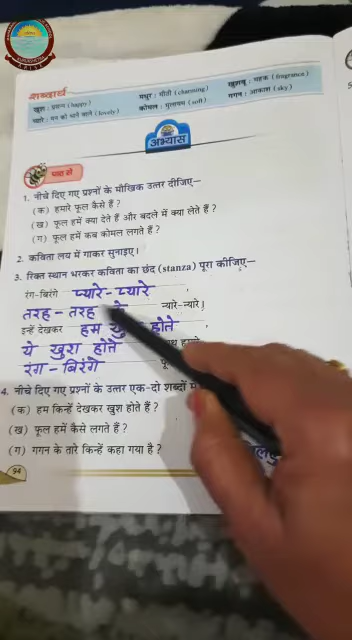 शब्दार्थ
खुश: प्रसन्न (happy) मधुर: मीठी (charming) खुशबू: महक (fragrance)
प्यारे: मन को भाने वाले (lovely) कोमल: मुलायम (soft) गगन: आकाश (sky)
अभ्यास
1. नीचे दिए गए प्रश्नों के मौखिक उत्तर दीजिए—
(क) हमारे फूल कैसे हैं ?
(ख) फूल हमें क्या देते हैं और बदले में क्या लेते हैं ?
(ग) फूल हमें कब कोमल लगते हैं ?
2. कविता लय में गाकर सुनाइए।
3. रिक्त स्थान भरकर कविता का छंद (stanza) पूरा कीजिए—
रंग-बिरंगे प्यारे-प्यारे ,
तरह-तरह के न्यारे-न्यारे।
इन्हें देखकर हम होते ,
ये खुश होते
रंग-बिरंगे
4. नीचे दिए गए प्रश्नों के उत्तर एक-दो शब्दों में
(क) हम किन्हें देखकर खुश होते हैं ?
(ख) फूल हमें कैसे लगते हैं ?
(ग) गगन के तारे किन्हें कहा गया है ?
94